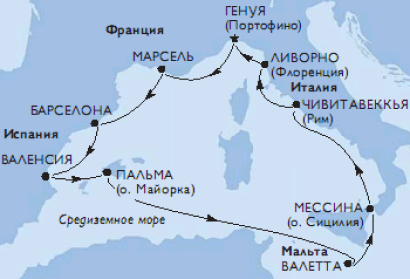 ГЕНУЯ
(Портофино)
Франция
МАРСЕЛЬ
ЛИВОРНО
(Флоренция)
Италия
ЧИВИТАВЕККЬЯ
(Рим)
БАРСЕЛОНА
Испания
ВАЛЕНСИЯ
ПАЛЬМА
(о. Майорка)
МЕССИНА
(о. Сицилия)
Средиземное море
Мальта
ВАЛЕТТА